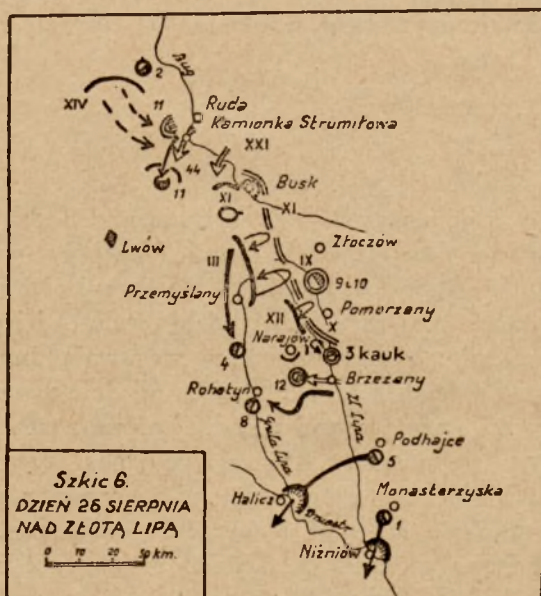 Bug
2
XIV
11
Ruda
Kamionka Strumiłowa
XXI
44
11
Busk
XI
XI
Lwów
Złoczów
III
IX
9 i 10
Przemyślany
Pomorzany
XII
X
Narajów
1
3 kauk
4
12
Brzeżany
Rohatyn
8
Gniła Lipa
Zł. Lipa
Podhajce
5
Halicz
Monasterzyska
Dniestr
1
Niżniów
Szkic 6.
DZIEŃ 26 SIERPNIA
NAD ZŁOTĄ LIPĄ
0 10 20 30 km.